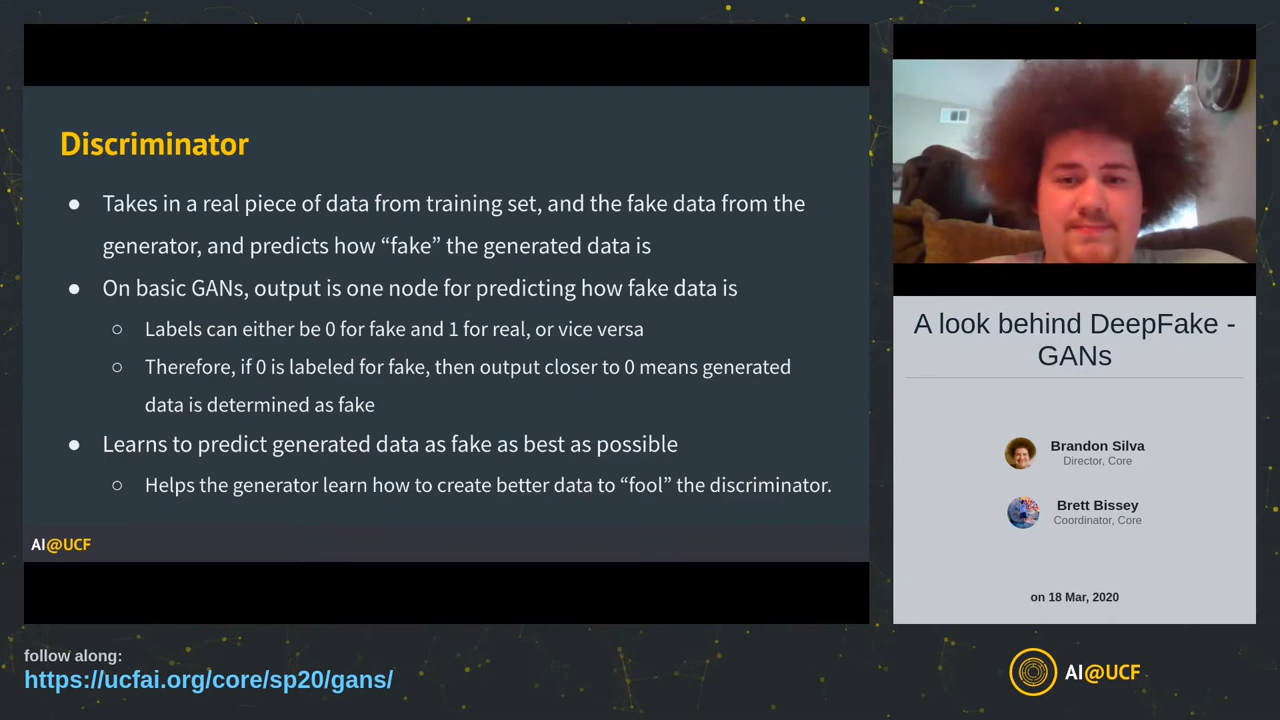 Discriminator
● Takes in a real piece of data from training set, and the fake data from the
generator, and predicts how “fake” the generated data is
● On basic GANs, output is one node for predicting how fake data is
○ Labels can either be 0 for fake and 1 for real, or vice versa
○ Therefore, if 0 is labeled for fake, then output closer to 0 means generated
data is determined as fake
● Learns to predict generated data as fake as best as possible
○ Helps the generator learn how to create better data to “fool” the discriminator.
AI@UCF
A look behind DeepFake -
GANs
Brandon Silva
Director, Core
Brett Bissey
Coordinator, Core
on 18 Mar, 2020
follow along:
https://ucfai.org/core/sp20/gans/
AI@UCF